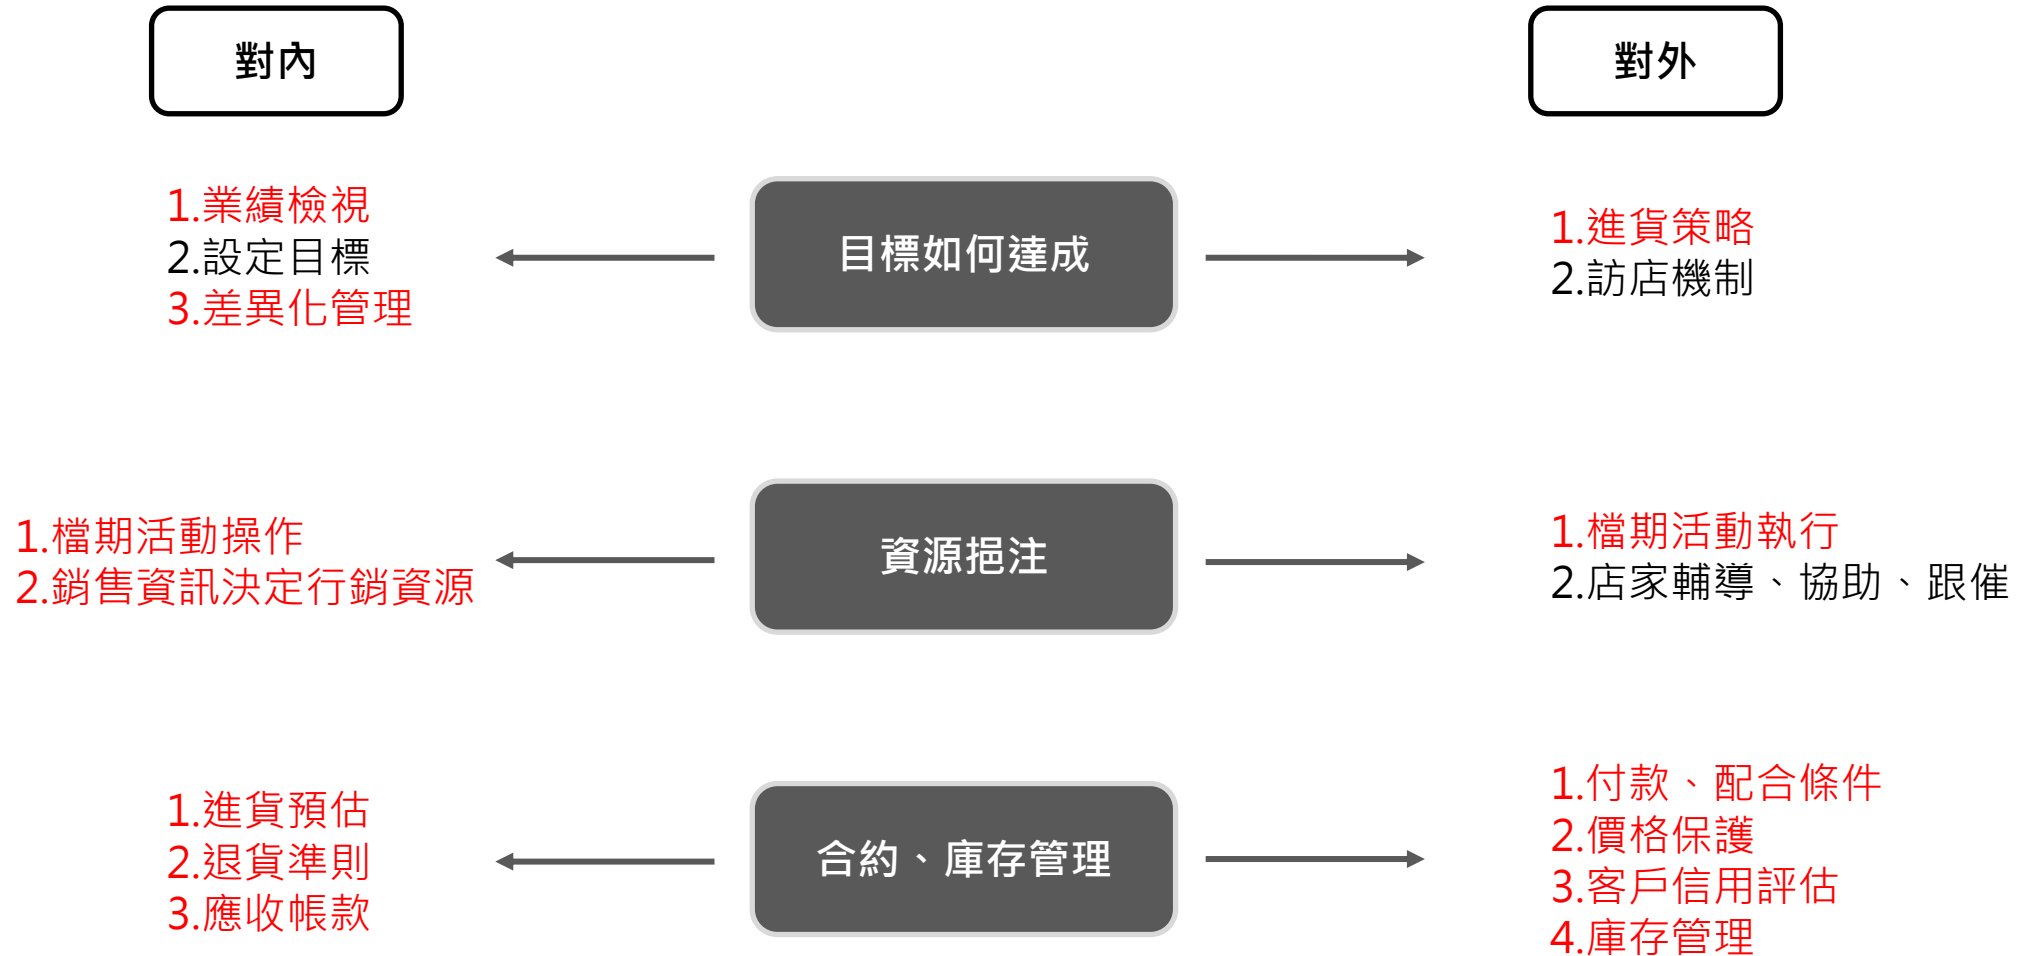 對內
對外
1.業績檢視
2.設定目標
3.差異化管理
目標如何達成
1.進貨策略
2.訪店機制
1.檔期活動操作
2.銷售資訊決定行銷資源
資源挹注
1.檔期活動執行
2.店家輔導、協助、跟催
1.進貨預估
2.退貨準則
3.應收帳款
合約、庫存管理
1.付款、配合條件
2.價格保護
3.客戶信用評估
4.庫存管理